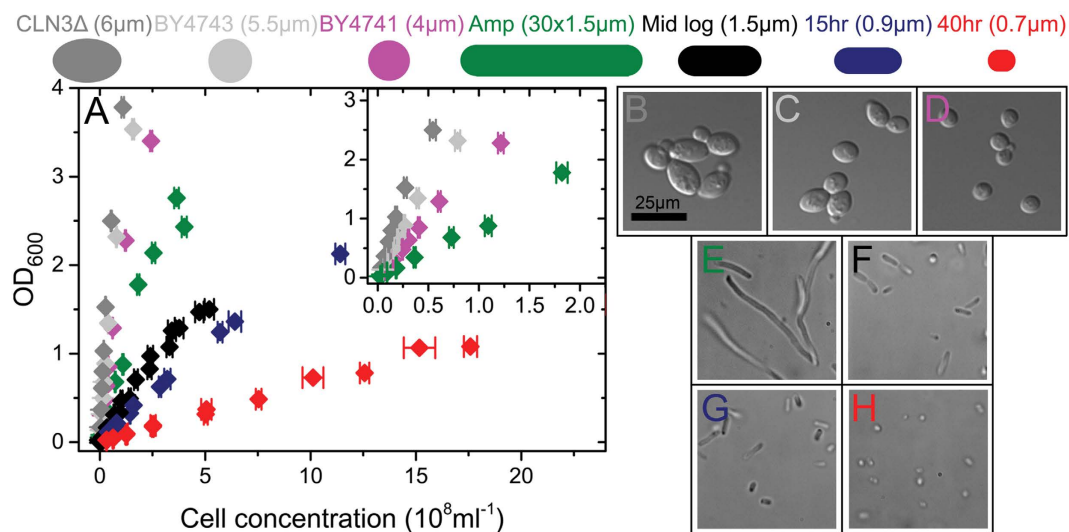 CLN3Δ (6μm) BY4743 (5.5μm) BY4741 (4μm) Amp (30x1.5μm) Mid log (1.5μm) 15hr (0.9μm) 40hr (0.7μm)
A
4
3
2
1
0
OD600
0 5 10 15 20
Cell concentration (10⁸ml⁻¹)
3
2
1
0
0.0 0.5 1.0 1.5 2.0
B
25μm
C
D
E
F
G
H